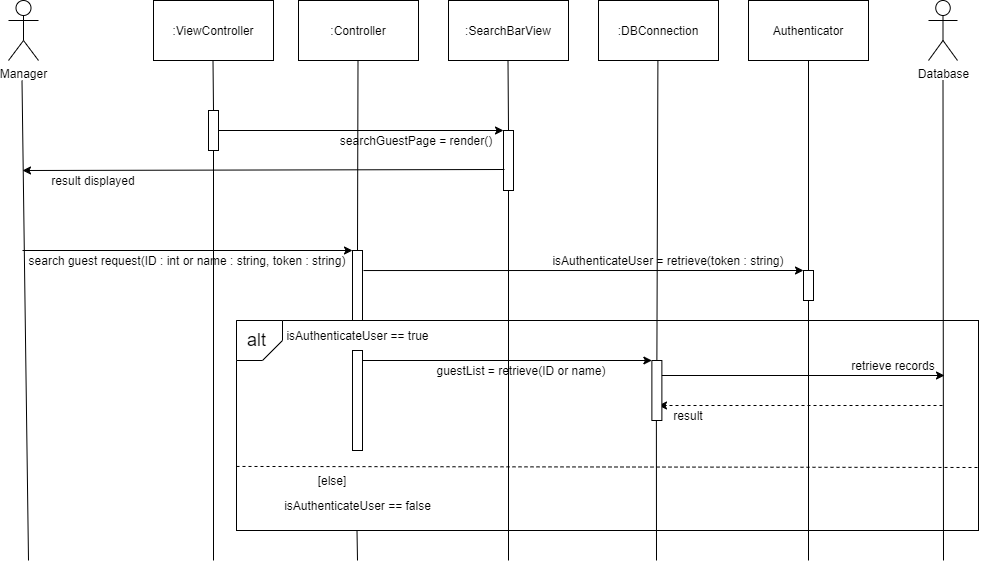 :ViewController
:Controller
:SearchBarView
:DBConnection
Authenticator
Manager
Database
searchGuestPage = render()
result displayed
search guest request(ID : int or name : string, token : string)
isAuthenticateUser = retrieve(token : string)
alt
isAuthenticateUser == true
retrieve records
guestList = retrieve(ID or name)
result
[else]
isAuthenticateUser == false